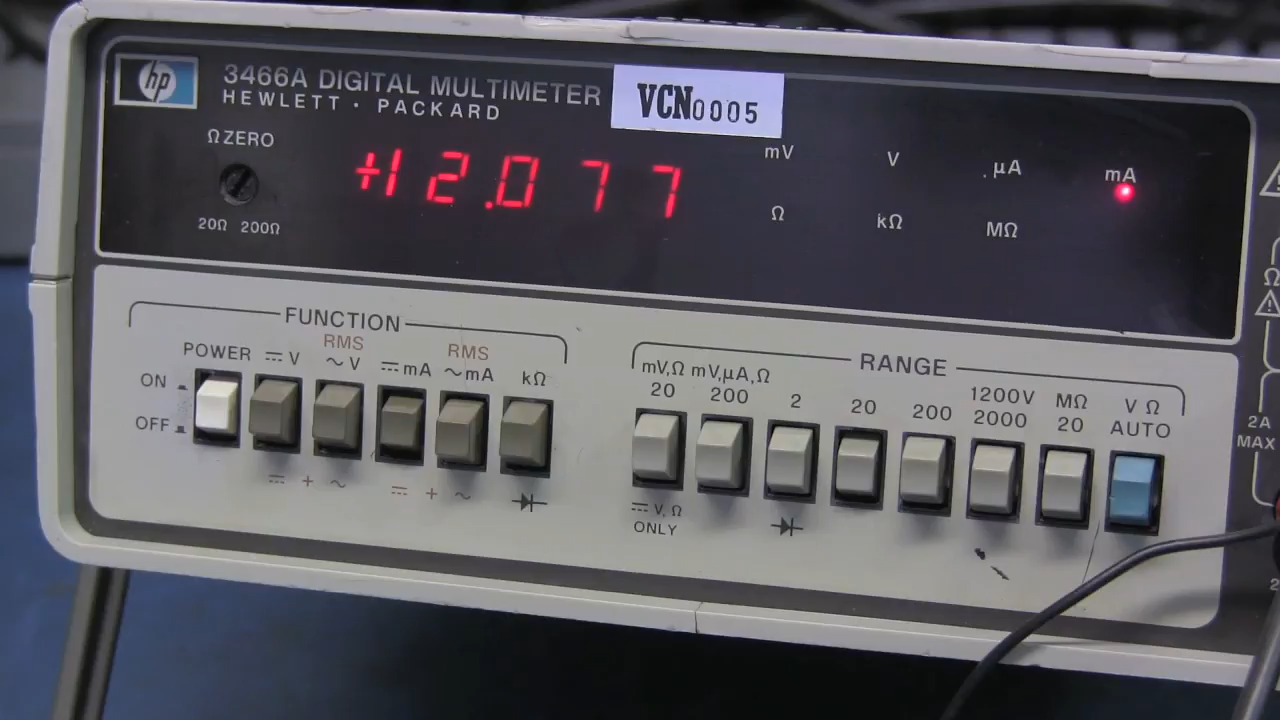 hp
3466A DIGITAL MULTIMETER
HEWLETT · PACKARD
VCN0005
Ω ZERO
20Ω 200Ω
+12.077
mV V μA mA
Ω kΩ MΩ
FUNCTION
POWER
ON
OFF
⎓ V
RMS
~ V
⎓ mA
RMS
~ mA
kΩ
⎓ + ~
⎓ + ~
RANGE
mV,Ω
20
mV,μA,Ω
200
2
20
200
1200V
2000
MΩ
20
V Ω
AUTO
⎓ V, Ω
ONLY
Ω
2A
MAX